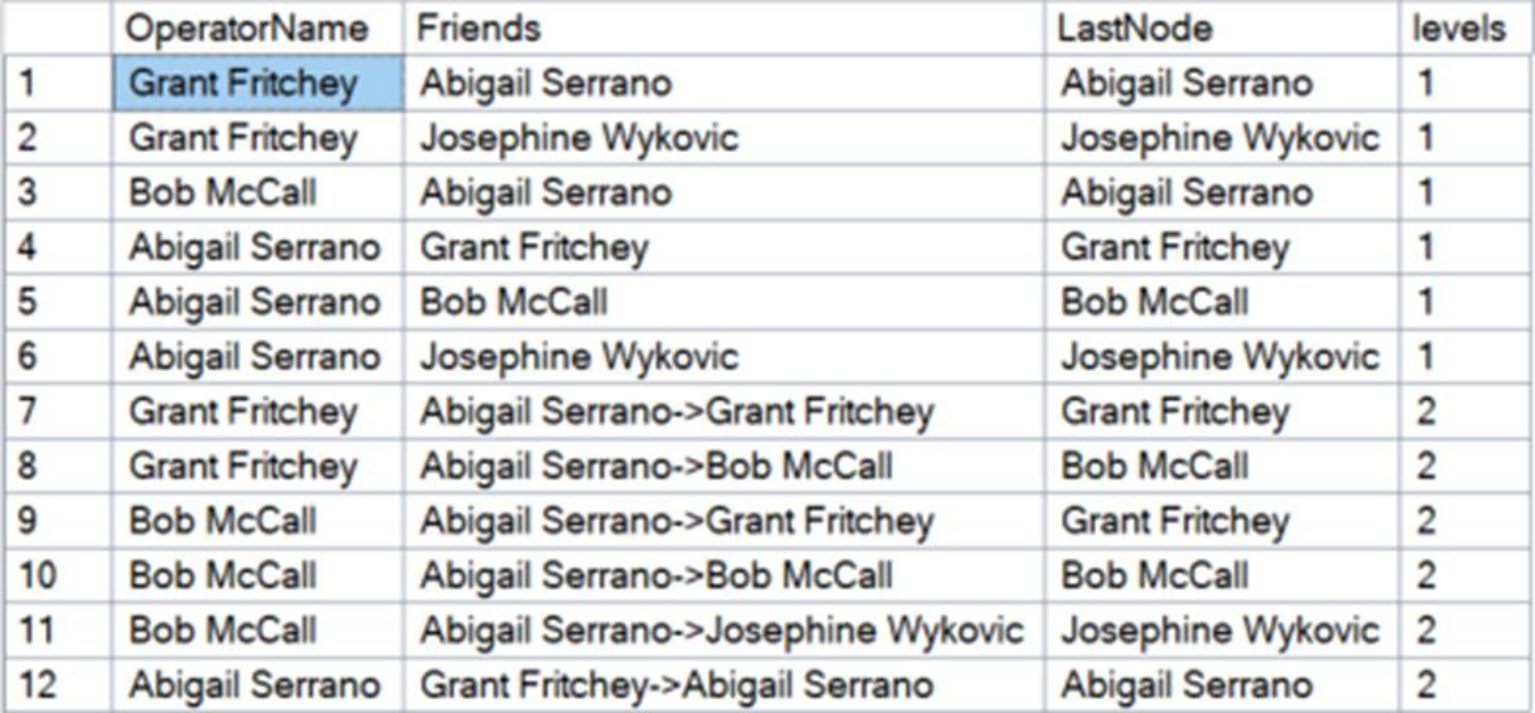 OperatorName Friends LastNode levels
1 Grant Fritchey Abigail Serrano Abigail Serrano 1
2 Grant Fritchey Josephine Wykovic Josephine Wykovic 1
3 Bob McCall Abigail Serrano Abigail Serrano 1
4 Abigail Serrano Grant Fritchey Grant Fritchey 1
5 Abigail Serrano Bob McCall Bob McCall 1
6 Abigail Serrano Josephine Wykovic Josephine Wykovic 1
7 Grant Fritchey Abigail Serrano->Grant Fritchey Grant Fritchey 2
8 Grant Fritchey Abigail Serrano->Bob McCall Bob McCall 2
9 Bob McCall Abigail Serrano->Grant Fritchey Grant Fritchey 2
10 Bob McCall Abigail Serrano->Bob McCall Bob McCall 2
11 Bob McCall Abigail Serrano->Josephine Wykovic Josephine Wykovic 2
12 Abigail Serrano Grant Fritchey->Abigail Serrano Abigail Serrano 2